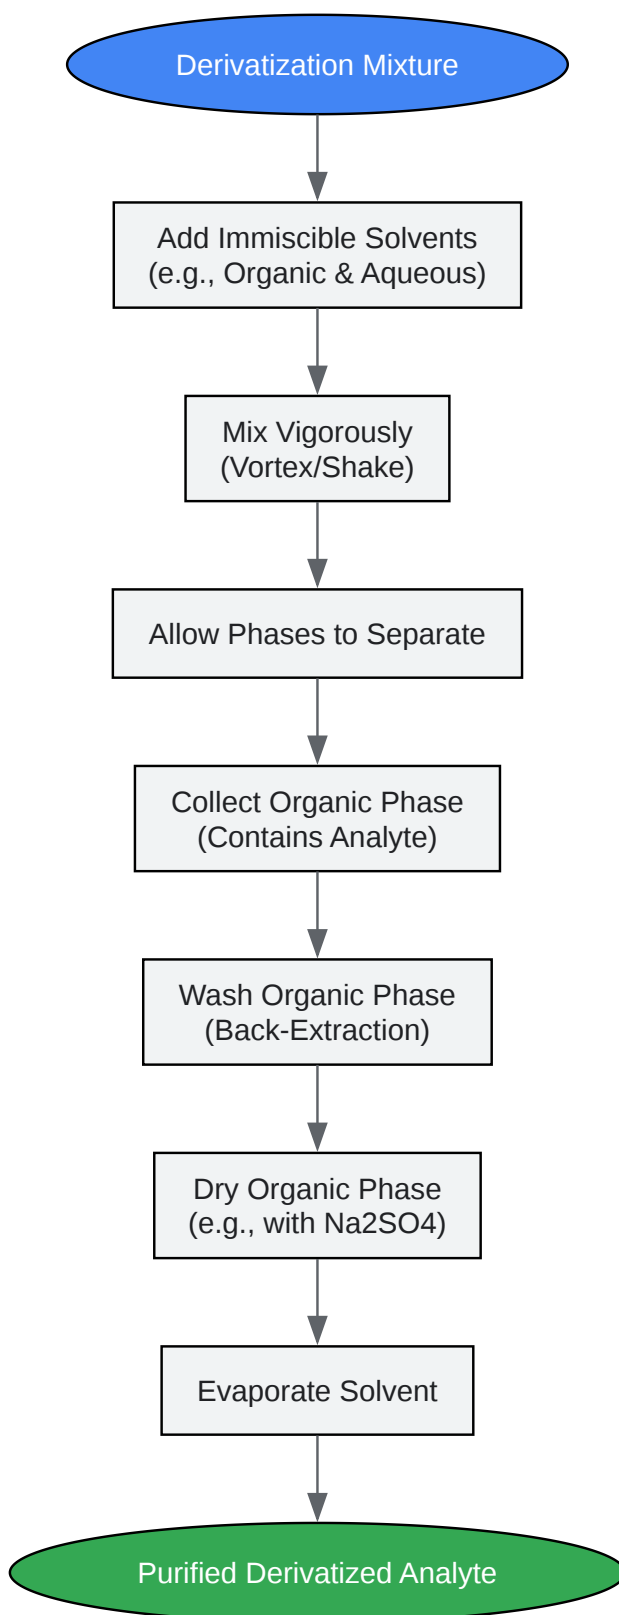 Derivatization Mixture
Add Immiscible Solvents
(e.g., Organic & Aqueous)
Mix Vigorously
(Vortex/Shake)
Allow Phases to Separate
Collect Organic Phase
(Contains Analyte)
Wash Organic Phase
(Back-Extraction)
Dry Organic Phase
(e.g., with Na2SO4)
Evaporate Solvent
Purified Derivatized Analyte